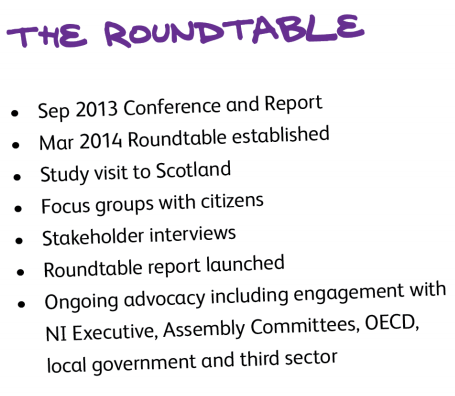 THE ROUNDTABLE
• Sep 2013 Conference and Report
• Mar 2014 Roundtable established
• Study visit to Scotland
• Focus groups with citizens
• Stakeholder interviews
• Roundtable report launched
• Ongoing advocacy including engagement with
NI Executive, Assembly Committees, OECD,
local government and third sector